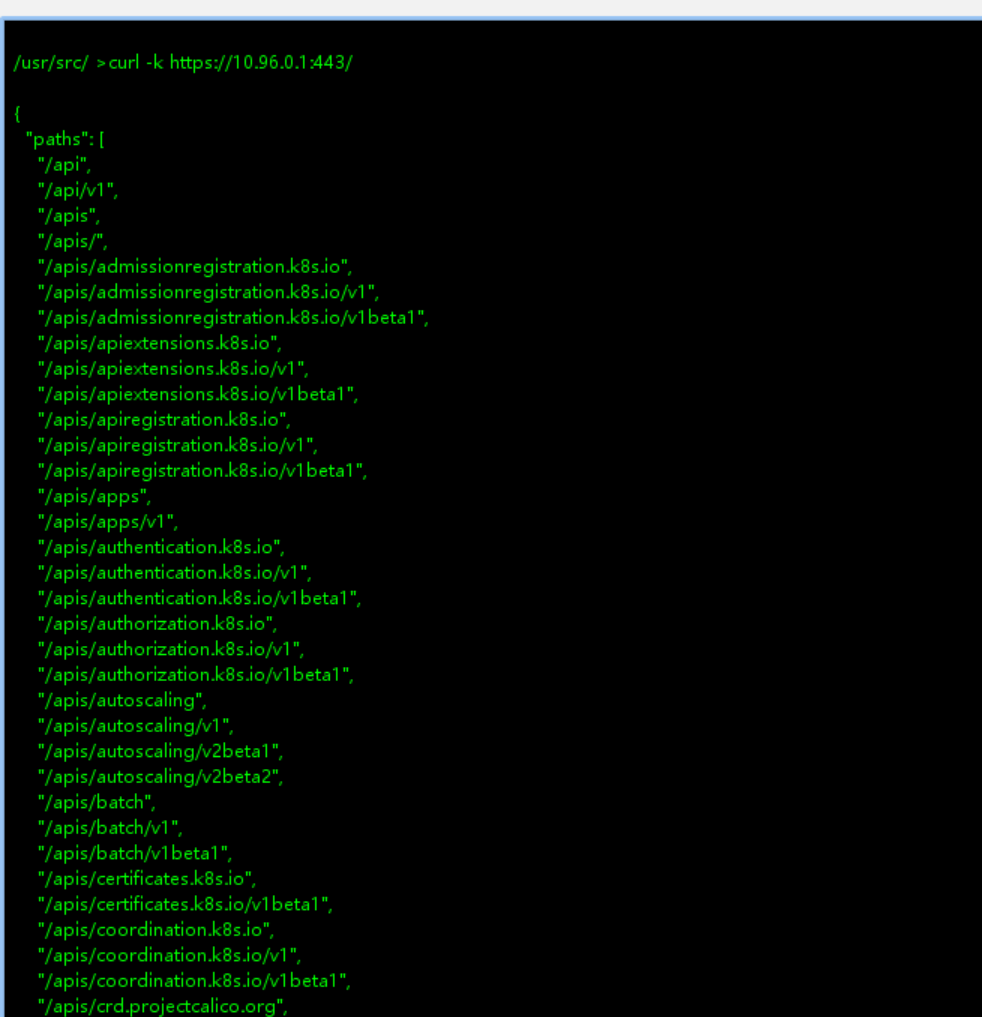 /usr/src/ >curl -k https://10.96.0.1:443/
{
"paths": [
"/api",
"/api/v1",
"/apis",
"/apis/",
"/apis/admissionregistration.k8s.io",
"/apis/admissionregistration.k8s.io/v1",
"/apis/admissionregistration.k8s.io/v1beta1",
"/apis/apiextensions.k8s.io",
"/apis/apiextensions.k8s.io/v1",
"/apis/apiextensions.k8s.io/v1beta1",
"/apis/apiregistration.k8s.io",
"/apis/apiregistration.k8s.io/v1",
"/apis/apiregistration.k8s.io/v1beta1",
"/apis/apps",
"/apis/apps/v1",
"/apis/authentication.k8s.io",
"/apis/authentication.k8s.io/v1",
"/apis/authentication.k8s.io/v1beta1",
"/apis/authorization.k8s.io",
"/apis/authorization.k8s.io/v1",
"/apis/authorization.k8s.io/v1beta1",
"/apis/autoscaling",
"/apis/autoscaling/v1",
"/apis/autoscaling/v2beta1",
"/apis/autoscaling/v2beta2",
"/apis/batch",
"/apis/batch/v1",
"/apis/batch/v1beta1",
"/apis/certificates.k8s.io",
"/apis/certificates.k8s.io/v1beta1",
"/apis/coordination.k8s.io",
"/apis/coordination.k8s.io/v1",
"/apis/coordination.k8s.io/v1beta1",
"/apis/crd.projectcalico.org",